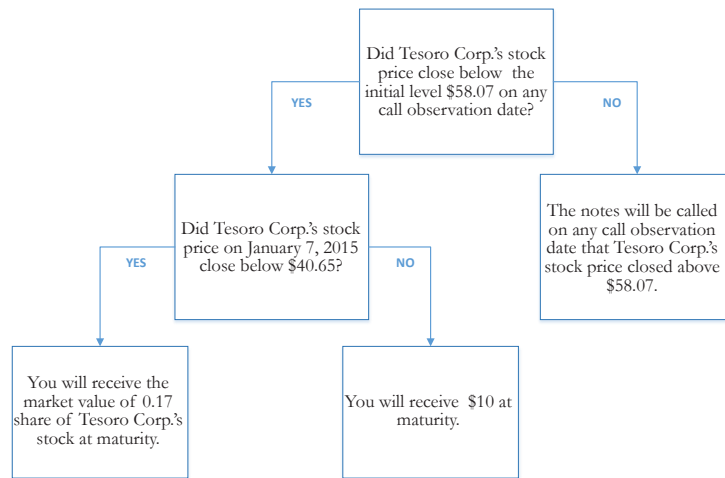 Did Tesoro Corp.'s stock
price close below the
initial level $58.07 on any
call observation date?
YES
NO
Did Tesoro Corp.'s stock
price on January 7, 2015
close below $40.65?
The notes will be called
on any call observation
date that Tesoro Corp.'s
stock price closed above
$58.07.
YES
NO
You will receive the
market value of 0.17
share of Tesoro Corp.'s
stock at maturity.
You will receive $10 at
maturity.